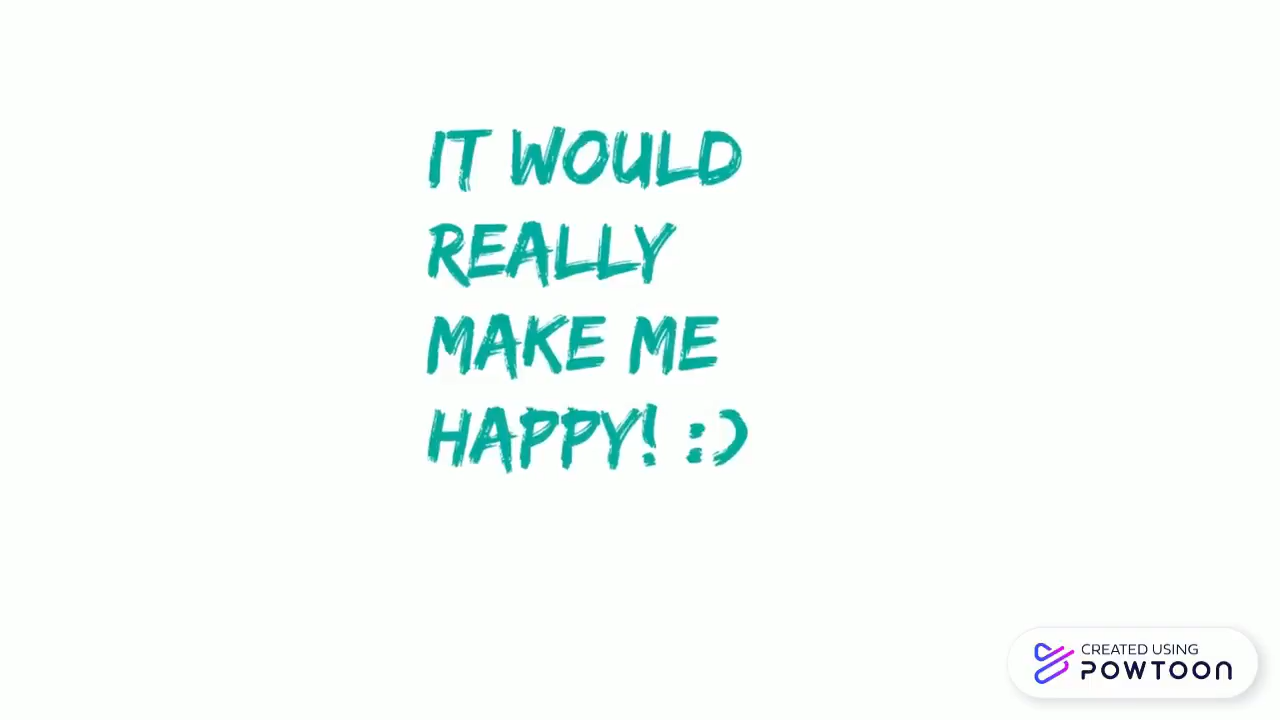 IT WOULD
REALLY
MAKE ME
HAPPY! :)
CREATED USING
POWTOON